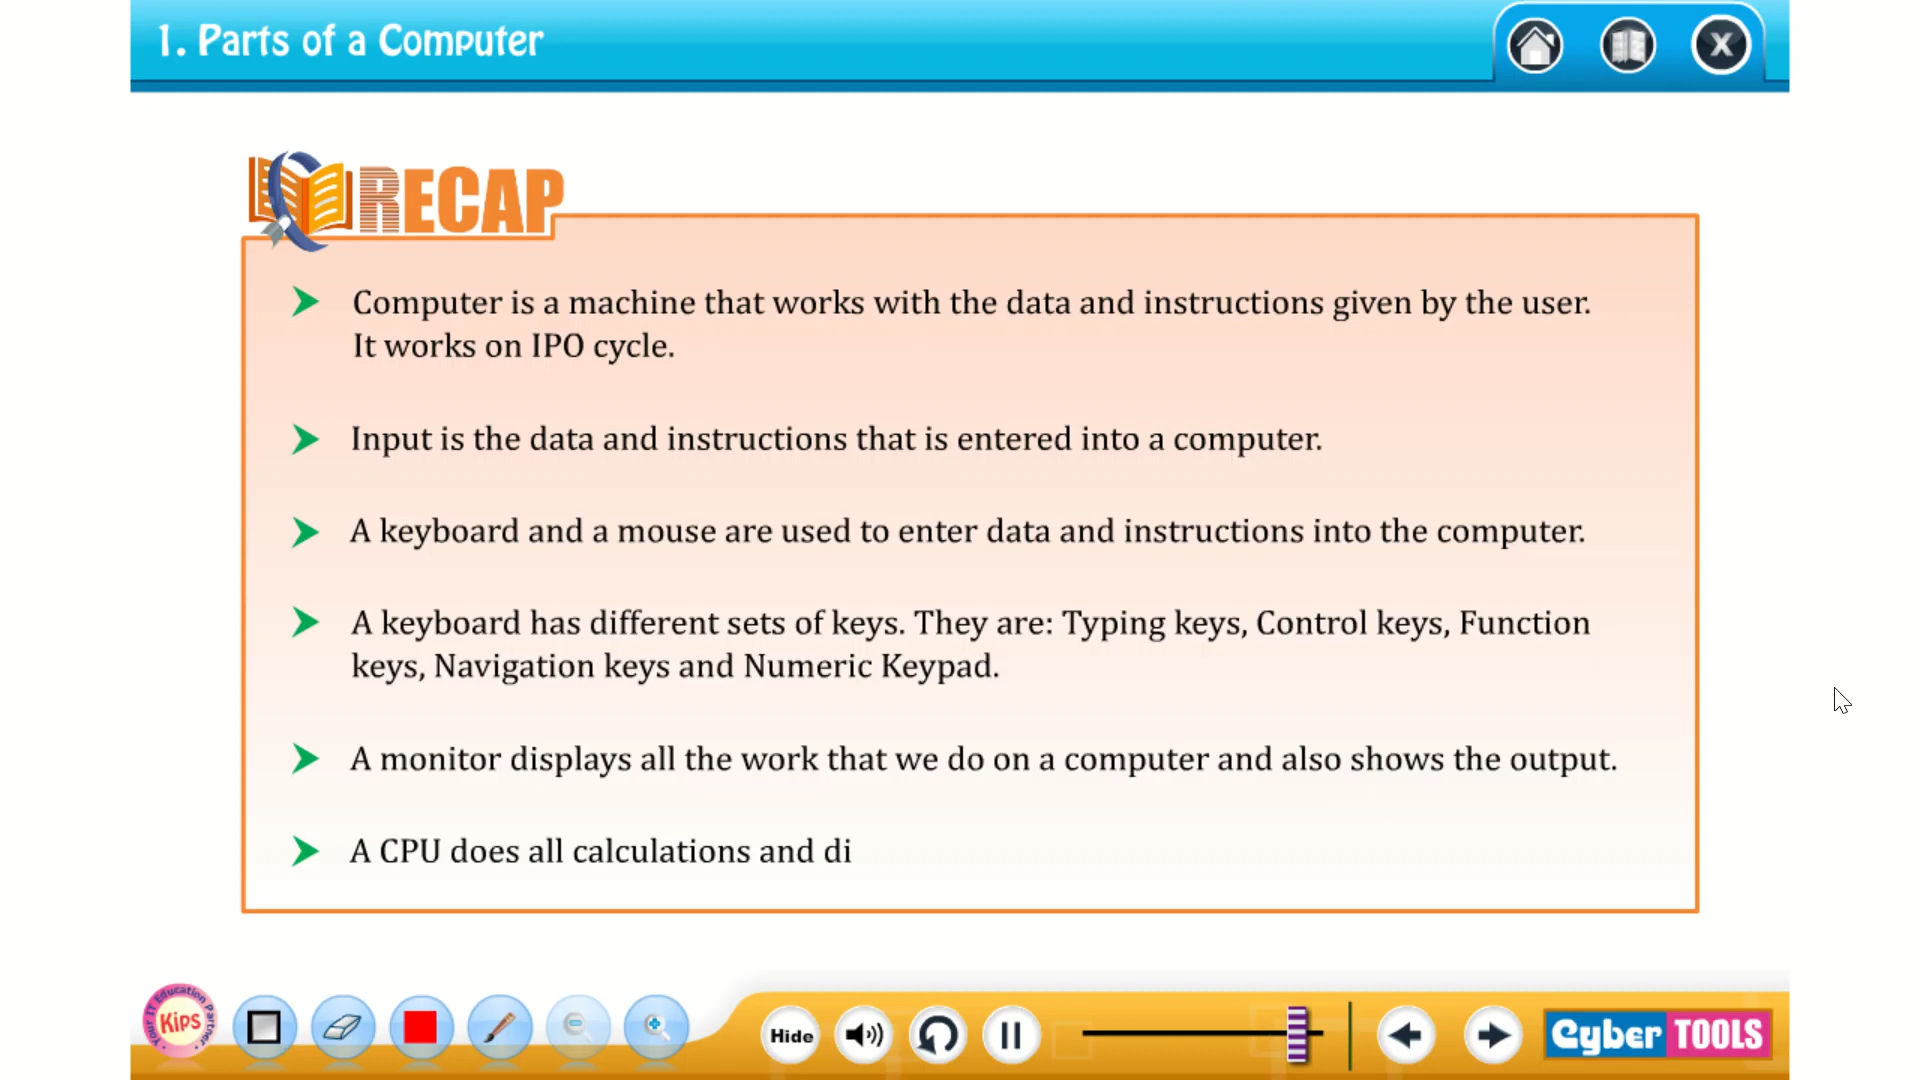 1. Parts of a Computer
X
RECAP
Computer is a machine that works with the data and instructions given by the user.
It works on IPO cycle.
Input is the data and instructions that is entered into a computer.
A keyboard and a mouse are used to enter data and instructions into the computer.
A keyboard has different sets of keys. They are: Typing keys, Control keys, Function
keys, Navigation keys and Numeric Keypad.
A monitor displays all the work that we do on a computer and also shows the output.
A CPU does all calculations and di
Your IT Education Partner
Kips
Hide
Cyber TOOLS